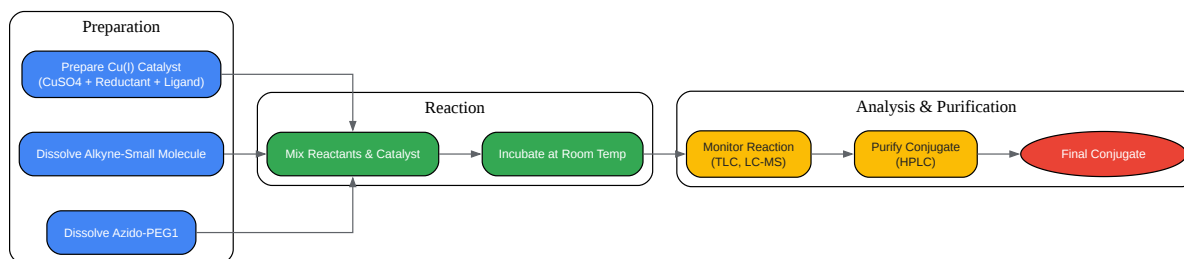 Preparation
Prepare Cu(I) Catalyst
(CuSO4 + Reductant + Ligand)
Dissolve Alkyne-Small Molecule
Dissolve Azido-PEG1
Reaction
Mix Reactants & Catalyst
Incubate at Room Temp
Analysis & Purification
Monitor Reaction
(TLC, LC-MS)
Purify Conjugate
(HPLC)
Final Conjugate